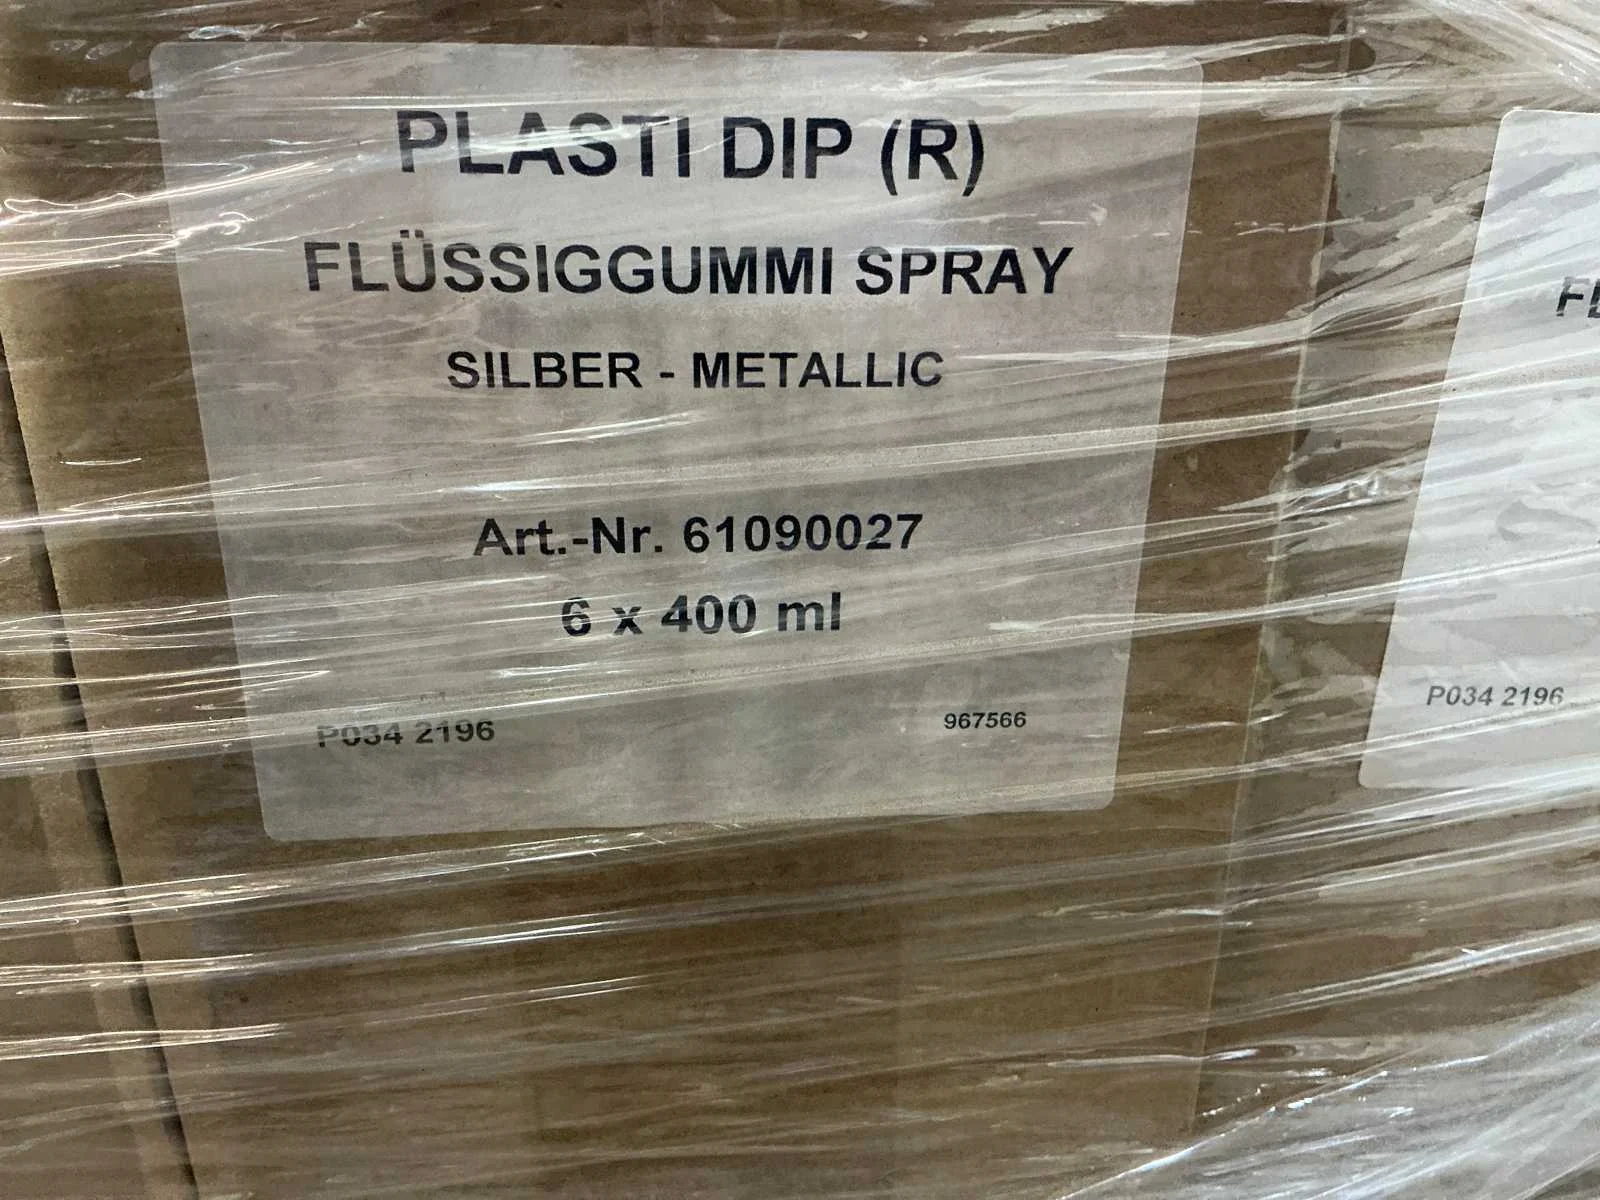 PLASTI DIP (R)
FLÜSSIGGUMMI SPRAY
SILBER - METALLIC
Art.-Nr. 61090027
6 x 400 ml
P034 2196
967566
P034 2196